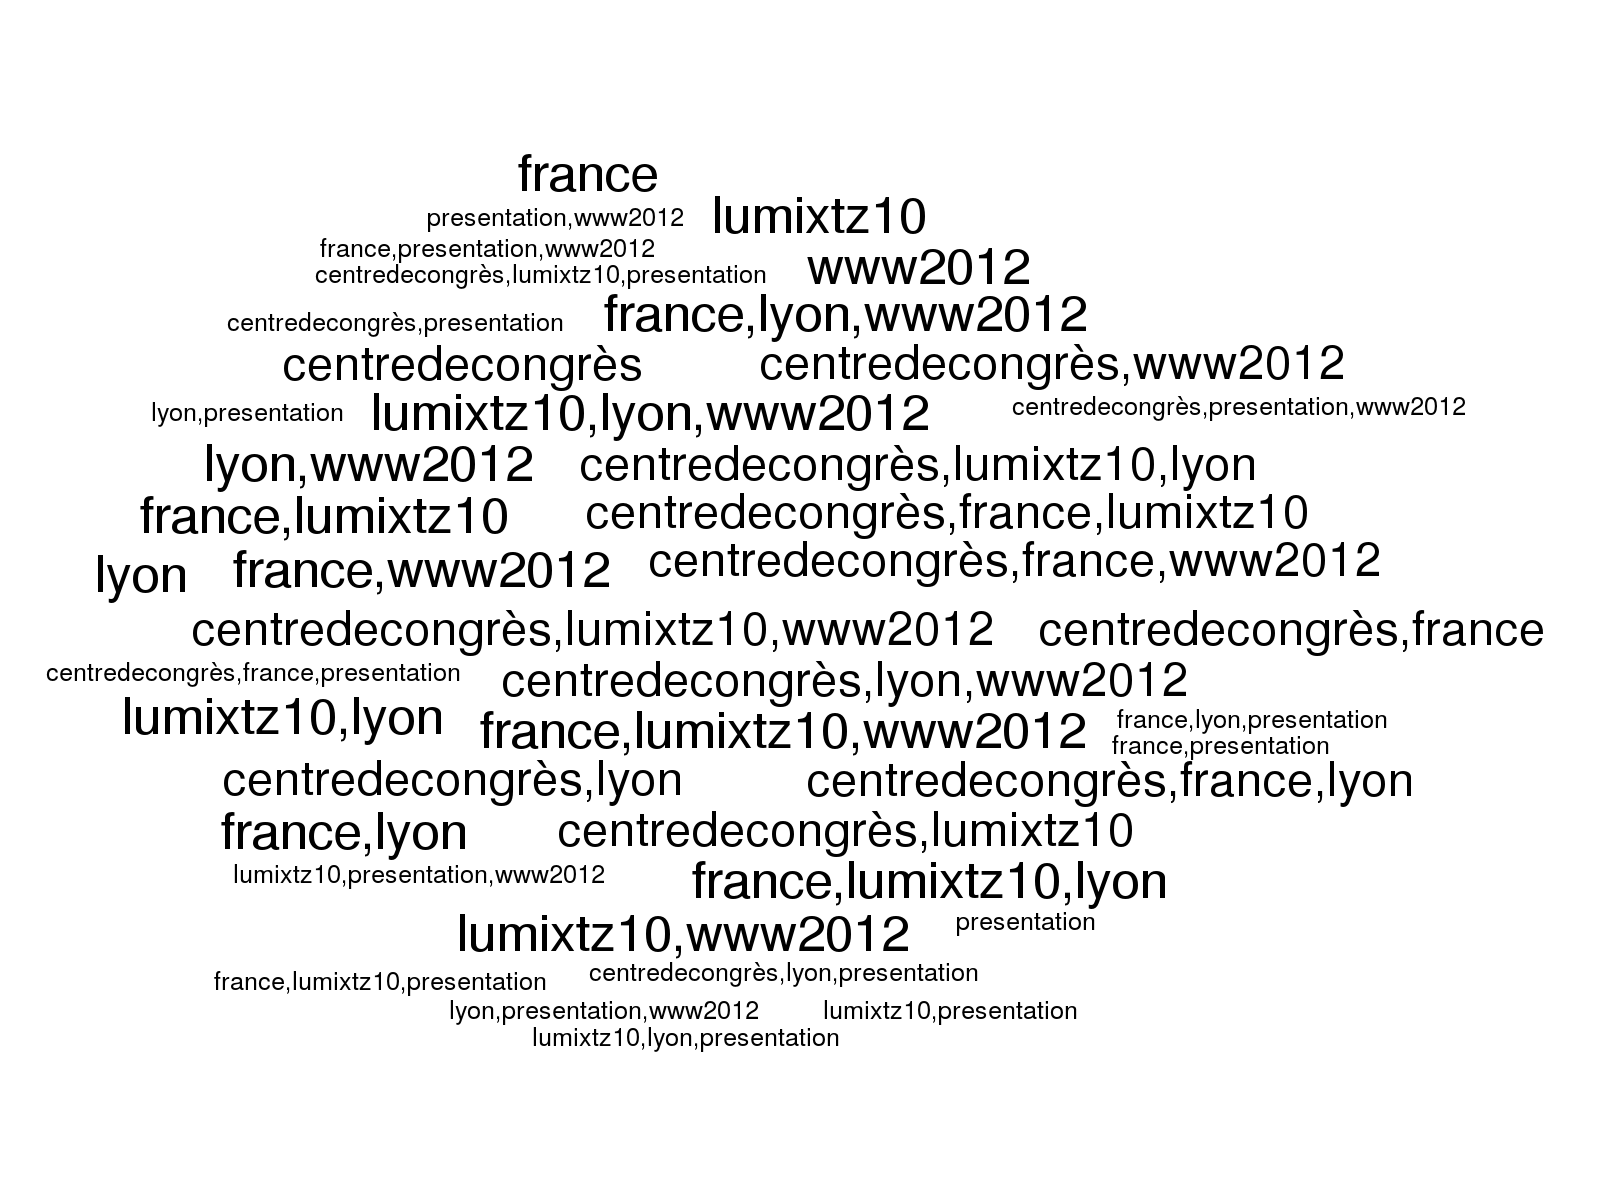 france
presentation,www2012
lumixtz10
france,presentation,www2012
centredecongrès,lumixtz10,presentation
www2012
centredecongrès,presentation
france,lyon,www2012
centredecongrès
centredecongrès,www2012
lyon,presentation
lumixtz10,lyon,www2012
centredecongrès,presentation,www2012
lyon,www2012
centredecongrès,lumixtz10,lyon
france,lumixtz10
centredecongrès,france,lumixtz10
lyon
france,www2012
centredecongrès,france,www2012
centredecongrès,lumixtz10,www2012
centredecongrès,france
centredecongrès,france,presentation
centredecongrès,lyon,www2012
lumixtz10,lyon
france,lumixtz10,www2012
france,lyon,presentation
france,presentation
centredecongrès,lyon
centredecongrès,france,lyon
france,lyon
centredecongrès,lumixtz10
lumixtz10,presentation,www2012
france,lumixtz10,lyon
lumixtz10,www2012
presentation
france,lumixtz10,presentation
centredecongrès,lyon,presentation
lyon,presentation,www2012
lumixtz10,presentation
lumixtz10,lyon,presentation